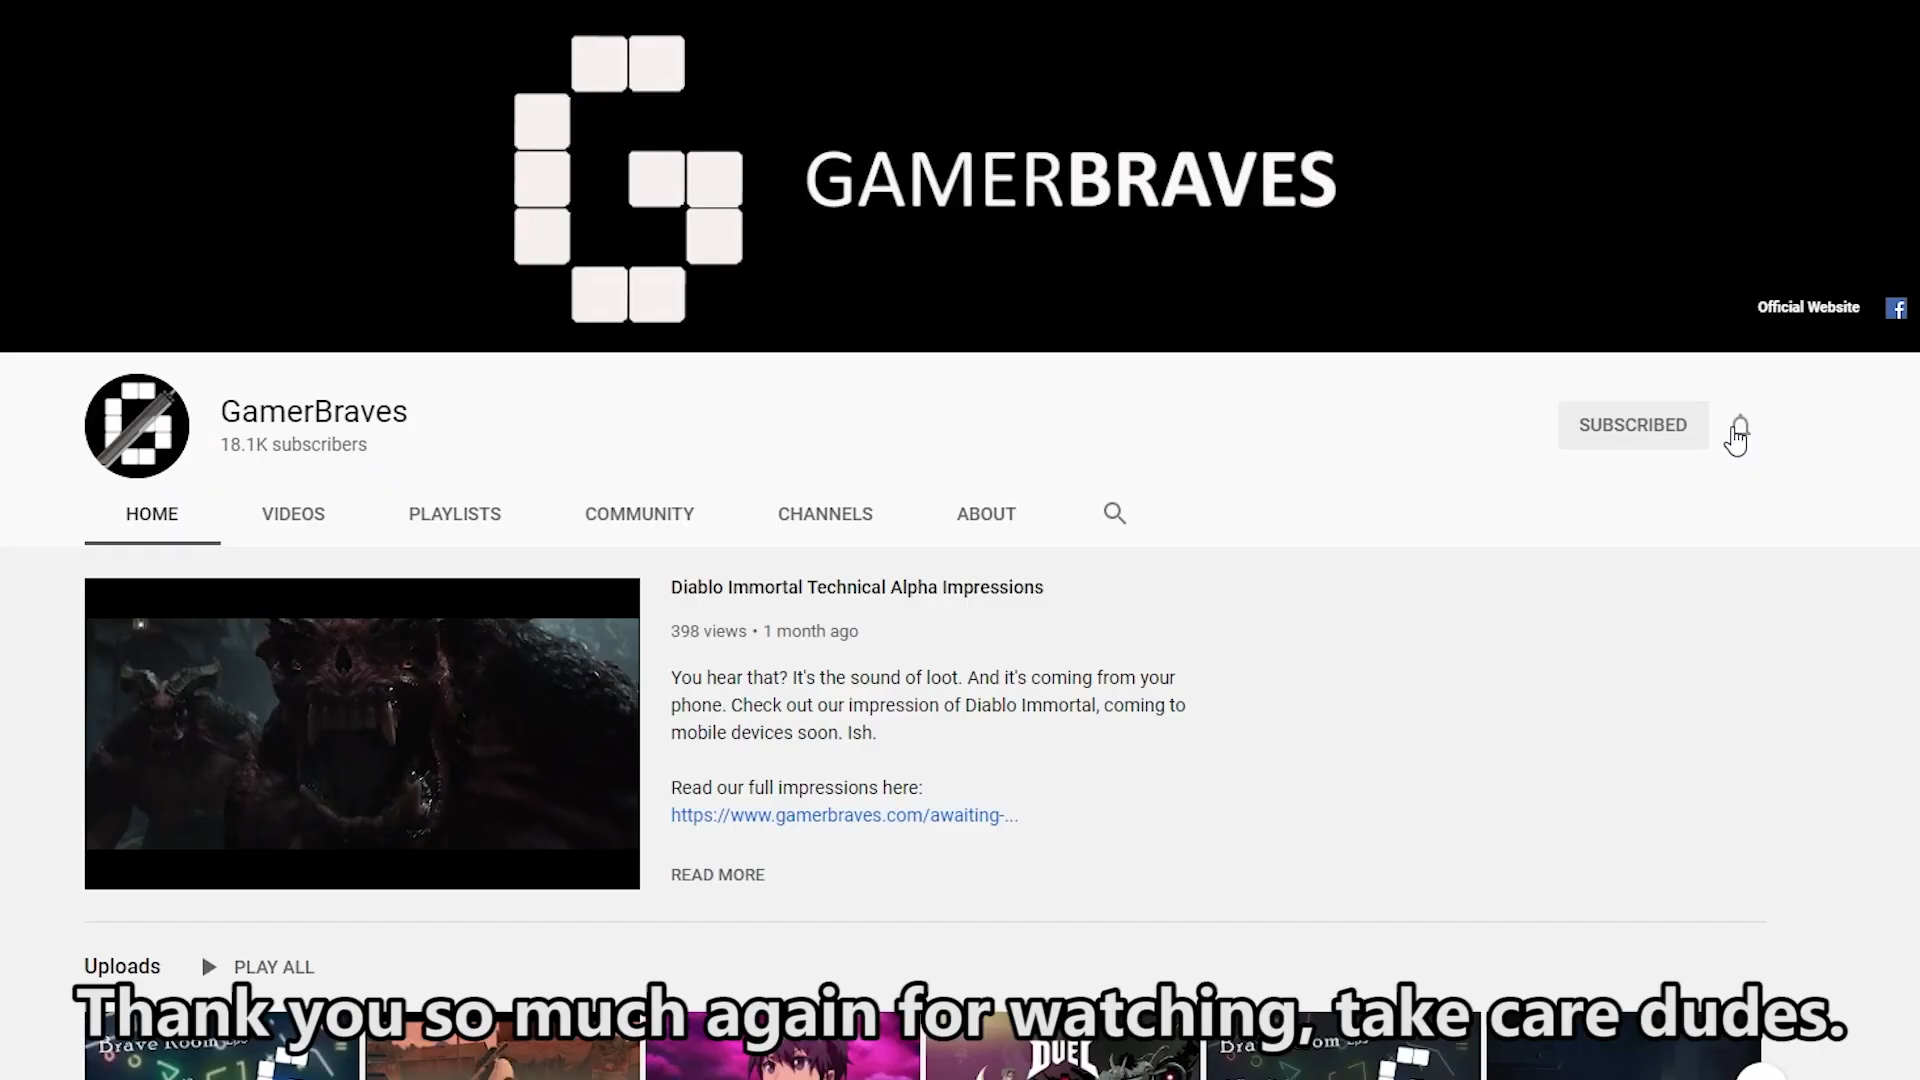 GAMERBRAVES
Official Website
GamerBraves
18.1K subscribers
SUBSCRIBED
HOME
VIDEOS
PLAYLISTS
COMMUNITY
CHANNELS
ABOUT
Diablo Immortal Technical Alpha Impressions
398 views • 1 month ago
You hear that? It's the sound of loot. And it's coming from your
phone. Check out our impression of Diablo Immortal, coming to
mobile devices soon. Ish.
Read our full impressions here:
https://www.gamerbraves.com/awaiting-...
READ MORE
Uploads
PLAY ALL
Thank you so much again for watching, take care dudes.
Brave Room
DUEL